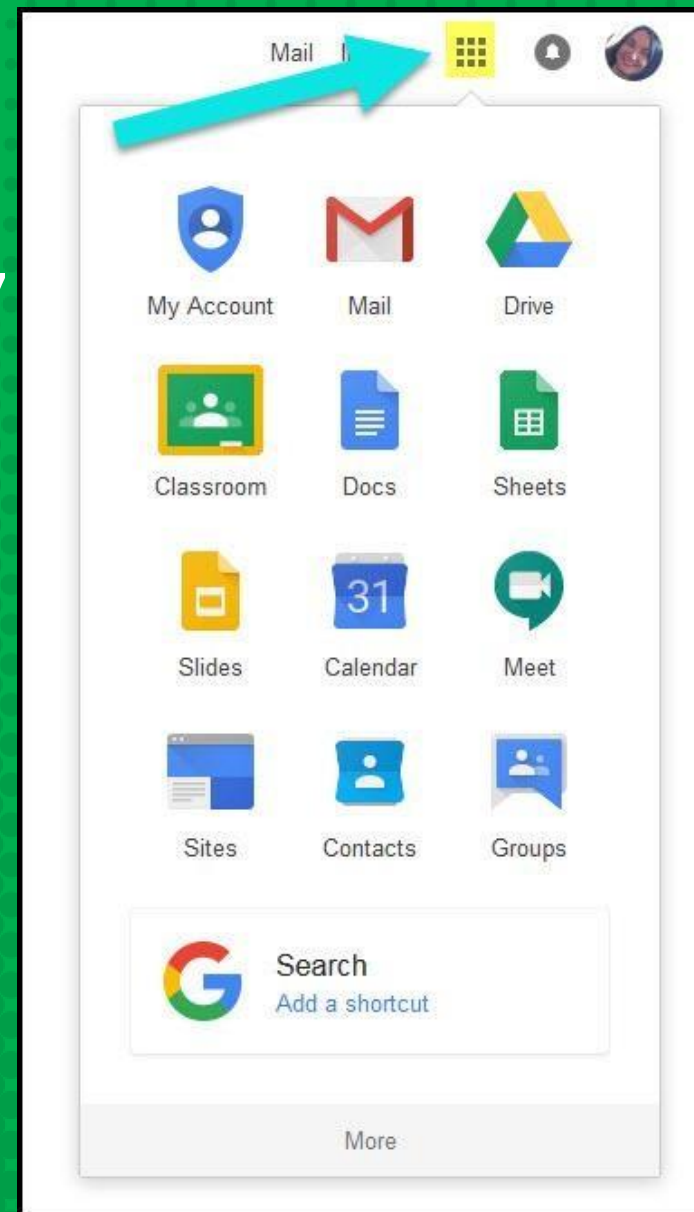 Mail
My Account Mail Drive
Classroom Docs Sheets
31
Slides Calendar Meet
Sites Contacts Groups
Search
Add a shortcut
More